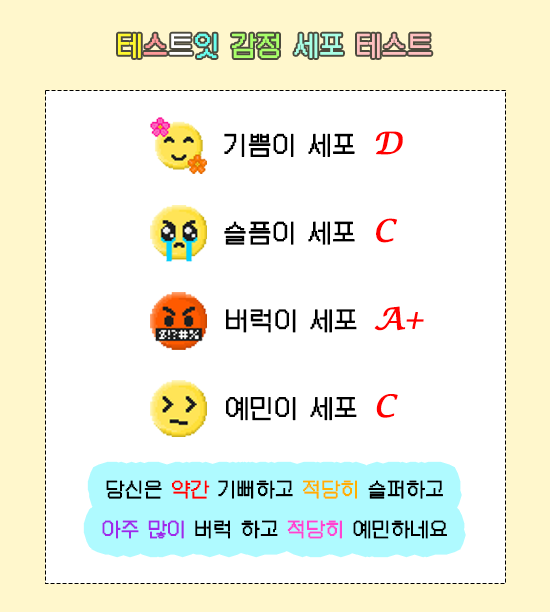 테스트잇 감정 세포 테스트
기쁨이 세포 D
슬픔이 세포 C
버럭이 세포 A+
$!?#%
예민이 세포 C
당신은 약간 기뻐하고 적당히 슬퍼하고
아주 많이 버럭 하고 적당히 예민하네요